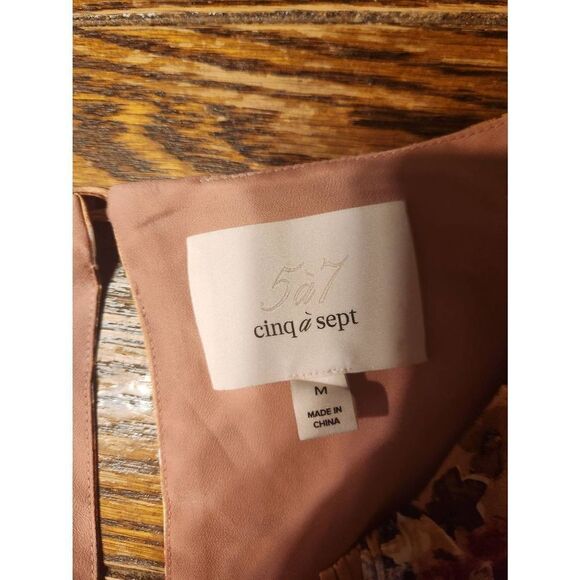 5à7
cinq à sept
M
MADE IN
CHINA